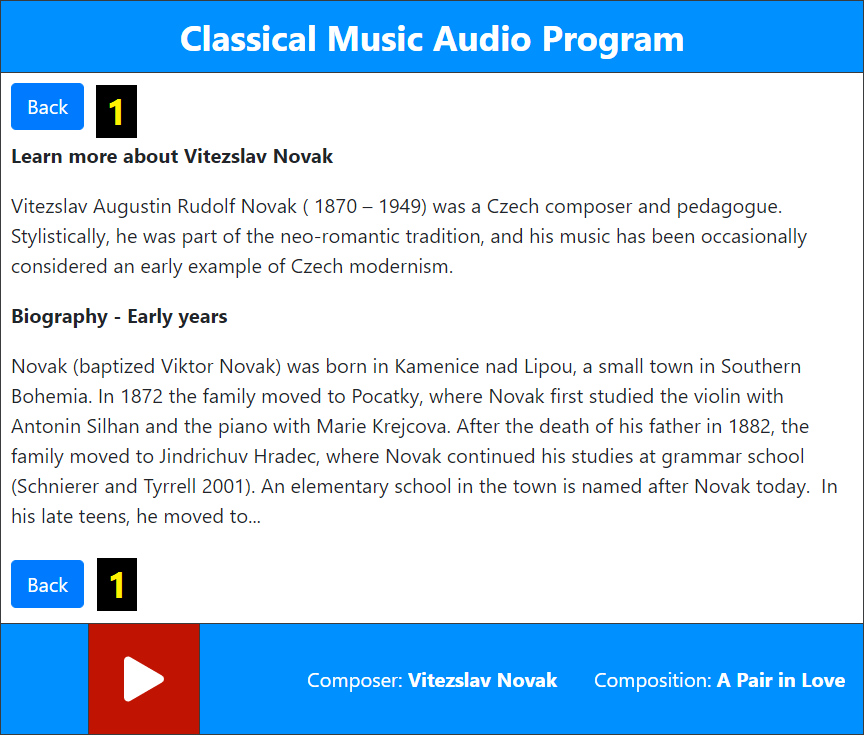 Classical Music Audio Program
Back 1
Learn more about Vitezslav Novak
Vitezslav Augustin Rudolf Novak ( 1870 – 1949) was a Czech composer and pedagogue.
Stylistically, he was part of the neo-romantic tradition, and his music has been occasionally
considered an early example of Czech modernism.
Biography - Early years
Novak (baptized Viktor Novak) was born in Kamenice nad Lipou, a small town in Southern
Bohemia. In 1872 the family moved to Pocatky, where Novak first studied the violin with
Antonin Silhan and the piano with Marie Krejcova. After the death of his father in 1882, the
family moved to Jindrichuv Hradec, where Novak continued his studies at grammar school
(Schnierer and Tyrrell 2001). An elementary school in the town is named after Novak today.  In
his late teens, he moved to...
Back 1
Composer: Vitezslav Novak Composition: A Pair in Love